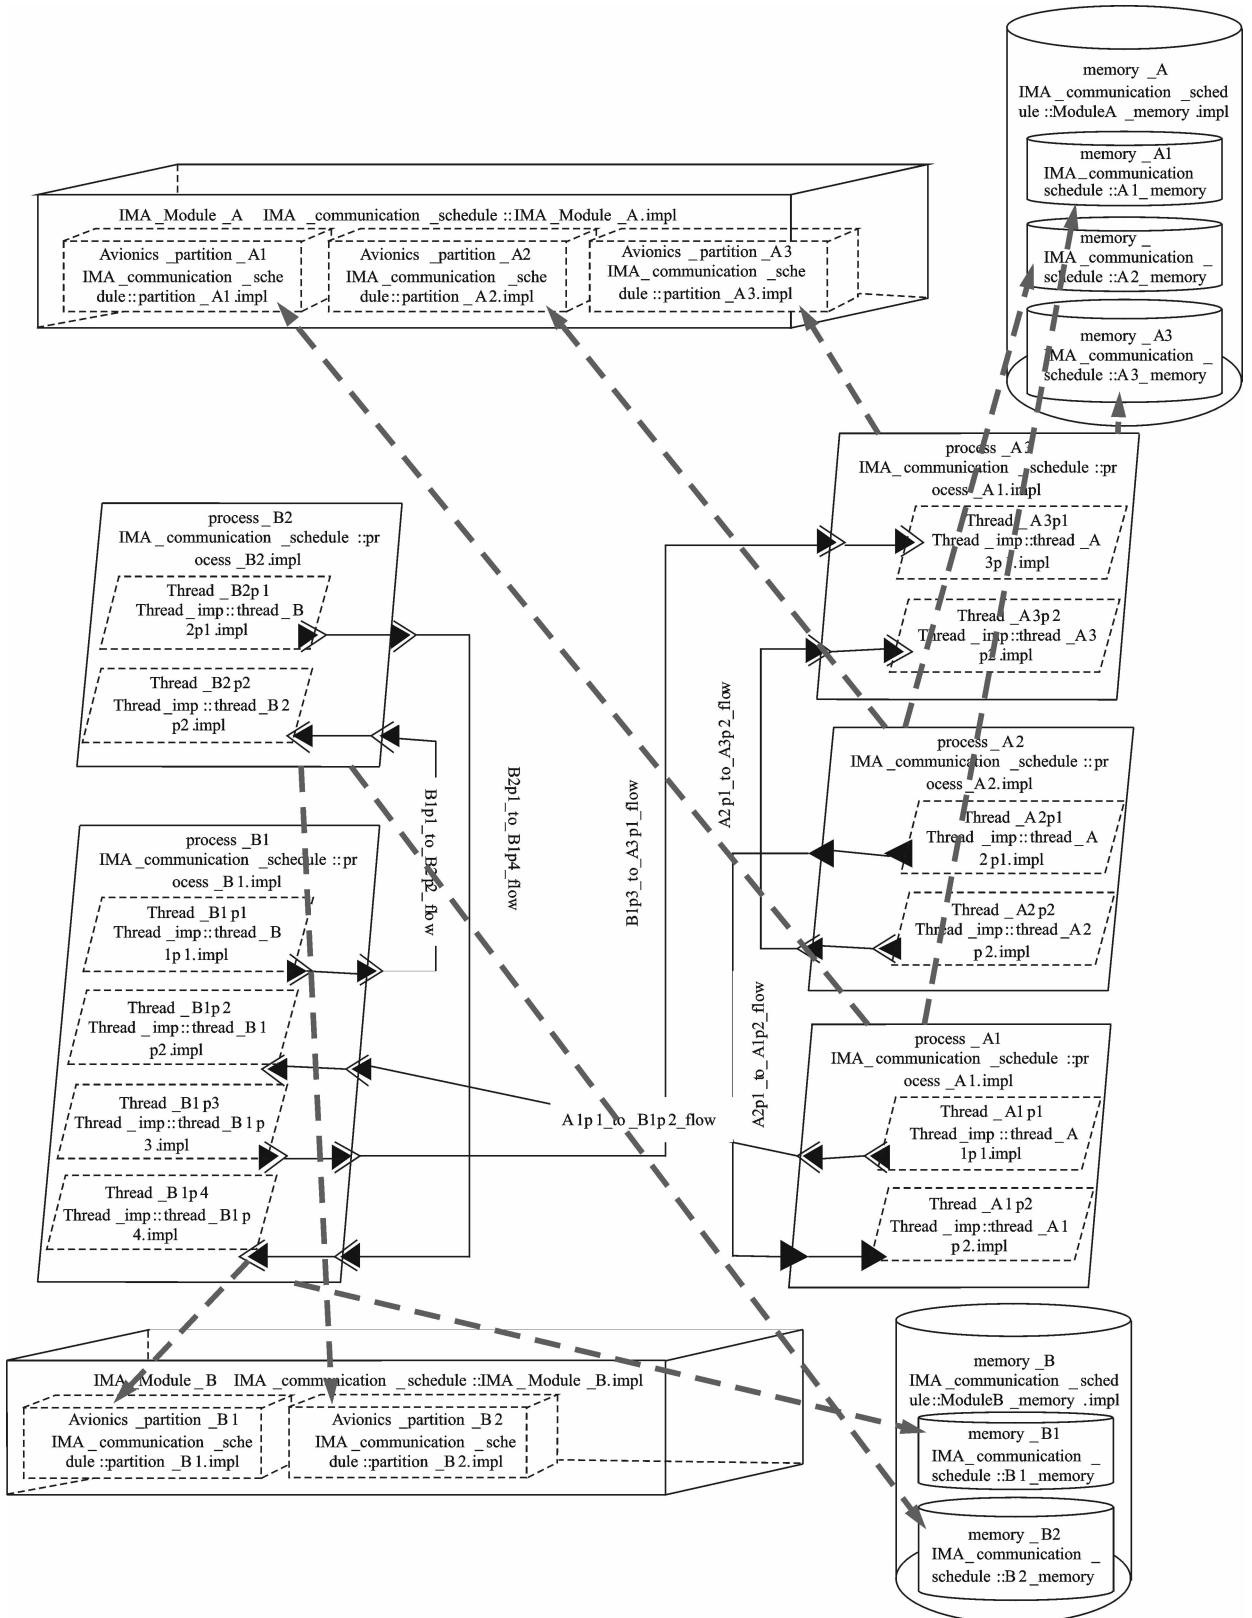 memory _A
IMA _communication _sched
ule ::ModuleA _memory .impl
memory _A1
IMA_communication
schedule ::A1_memory
memory _
IMA _communication _
schedule ::A2_memory
memory _A3
IMA _communication _
schedule ::A3_memory
IMA _Module _A IMA _communication _schedule ::IMA _Module _A.impl
Avionics _partition _A1
IMA _communication _sche
dule::partition _A1.impl
Avionics _partition _A2
IMA _communication _sche
dule::partition _A2.impl
Avionics _partition _A3
IMA _communication _sche
dule ::partition _A3.impl
process _A3
IMA _communication _schedule ::pr
ocess _A1.impl
Thread _A3p1
Thread _imp::thread _A
3p1.impl
Thread _A3p2
Thread _imp::thread _A3
p2.impl
process _B2
IMA _communication _schedule ::pr
ocess _B2.impl
Thread _B2p1
Thread _imp::thread _B
2p1.impl
Thread _B2p2
Thread _imp ::thread _B2
p2.impl
B1p1_to_B2p2_flow
B2p1_to_B1p4_flow
B1p3_to_A3p1_flow
A2p1_to_A3p2_flow
process _A2
IMA _communication _schedule ::pr
ocess _A2.impl
Thread _A2p1
Thread _imp::thread _A
2p1.impl
Thread _A2p2
Thread _imp::thread _A2
p2.impl
process _B1
IMA _communication _schedule ::pr
ocess _B1.impl
Thread _B1p1
Thread _imp::thread _B
1p1.impl
Thread _B1p2
Thread _imp::thread _B1
p2.impl
Thread _B1p3
Thread _imp::thread _B1p
3.impl
Thread _B1p4
Thread _imp::thread _B1p
4.impl
A1p1_to_B1p2_flow
A2p1_to_A1p2_flow
process _A1
IMA _communication _schedule ::pr
ocess _A1.impl
Thread _A1p1
Thread _imp::thread _A
1p1.impl
Thread _A1p2
Thread _imp::thread _A1
p2.impl
IMA _Module _B IMA _communication _schedule ::IMA _Module _B.impl
Avionics _partition _B1
IMA _communication _sche
dule ::partition _B1.impl
Avionics _partition _B2
IMA _communication _sche
dule ::partition _B2.impl
memory _B
IMA _communication _sched
ule::ModuleB _memory .impl
memory _B1
IMA_communication _
schedule ::B1_memory
memory _B2
IMA_communication _
schedule ::B2_memory